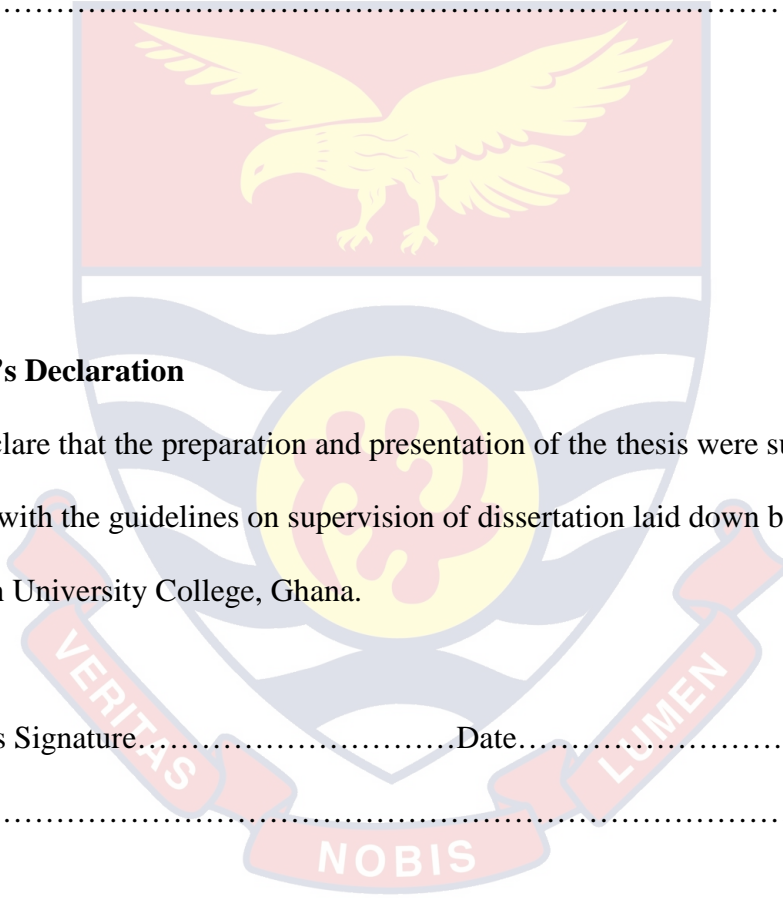 ……………………………………………………………………………
's Declaration
clare that the preparation and presentation of the thesis were su
with the guidelines on supervision of dissertation laid down b
n University College, Ghana.
s Signature…………………………Date……………………
……………………………………………………………………………
VERITAS
NOBIS
LUMEN